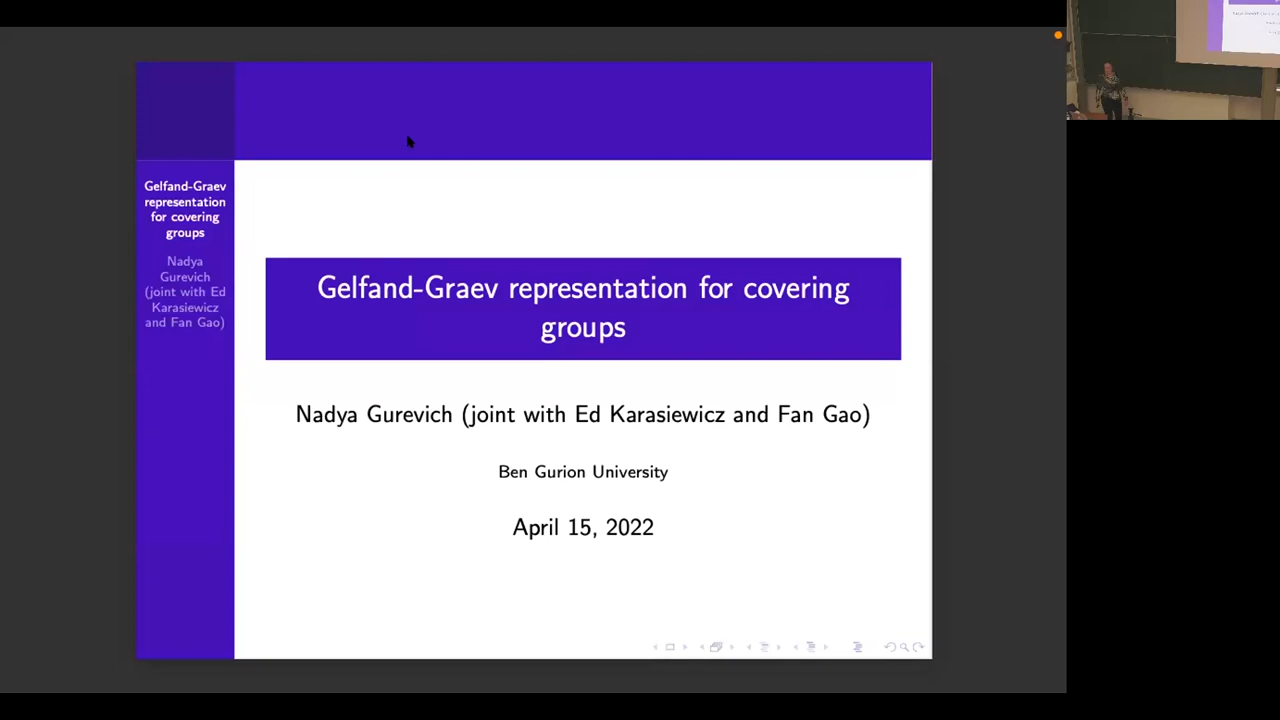 Gelfand-Graev
representation
for covering
groups
Nadya
Gurevich
(joint with Ed
Karasiewicz
and Fan Gao)
Gelfand-Graev representation for covering
groups
Nadya Gurevich (joint with Ed Karasiewicz and Fan Gao)
Ben Gurion University
April 15, 2022